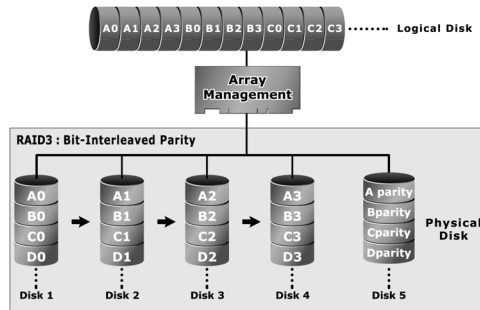 A0 A1 A2 A3 B0 B1 B2 B3 C0 C1 C2 C3 Logical Disk
Array
Management
RAID3 : Bit-Interleaved Parity
A0 A1 A2 A3 A parity
B0 B1 B2 B3 Bparity
C0 C1 C2 C3 Cparity
D0 D1 D2 D3 Dparity
Physical
Disk
Disk 1 Disk 2 Disk 3 Disk 4 Disk 5